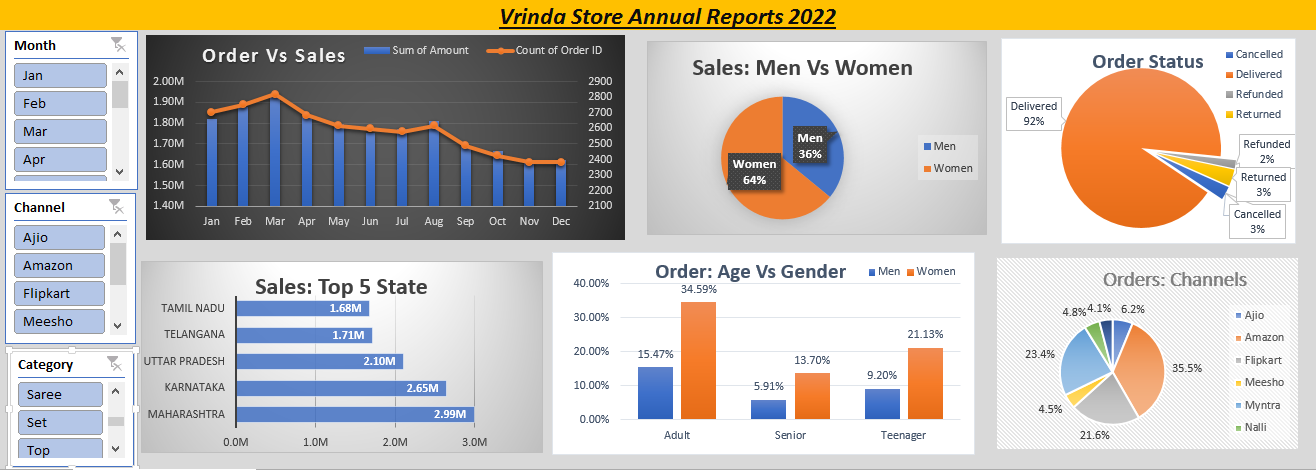 Vrinda Store Annual Reports 2022
Month
Jan
Feb
Mar
Apr
Channel
Ajio
Amazon
Flipkart
Meesho
Category
Saree
Set
Top
Order Vs Sales
Sum of Amount
Count of Order ID
2.00M
1.90M
1.80M
1.70M
1.60M
1.50M
1.40M
2900
2800
2700
2600
2500
2400
2300
2200
2100
Jan Feb Mar Apr May Jun Jul Aug Sep Oct Nov Dec
Sales: Men Vs Women
Men
36%
Women
64%
Men
Women
Order Status
Cancelled
Delivered
Refunded
Returned
Delivered
92%
Refunded
2%
Returned
3%
Cancelled
3%
Sales: Top 5 State
TAMIL NADU 1.68M
TELANGANA 1.71M
UTTAR PRADESH 2.10M
KARNATAKA 2.65M
MAHARASHTRA 2.99M
0.0M 1.0M 2.0M 3.0M
Order: Age Vs Gender
Men Women
40.00%
30.00%
20.00%
10.00%
0.00%
15.47% 34.59%
5.91% 13.70%
9.20% 21.13%
Adult Senior Teenager
Orders: Channels
6.2%
35.5%
21.6%
4.5%
23.4%
4.8%
4.1%
Ajio
Amazon
Flipkart
Meesho
Myntra
Nalli